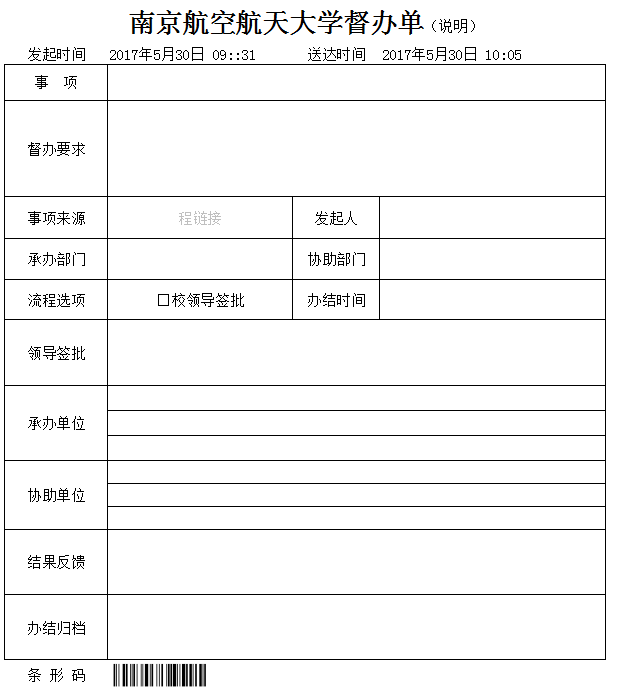 南京航空航天大学督办单（说明）
发起时间 2017年5月30日 09::31 送达时间 2017年5月30日 10:05
事 项
督办要求
事项来源 程链接 发起人
承办部门 协助部门
流程选项 口校领导签批 办结时间
领导签批
承办单位
协助单位
结果反馈
办结归档
条 形 码